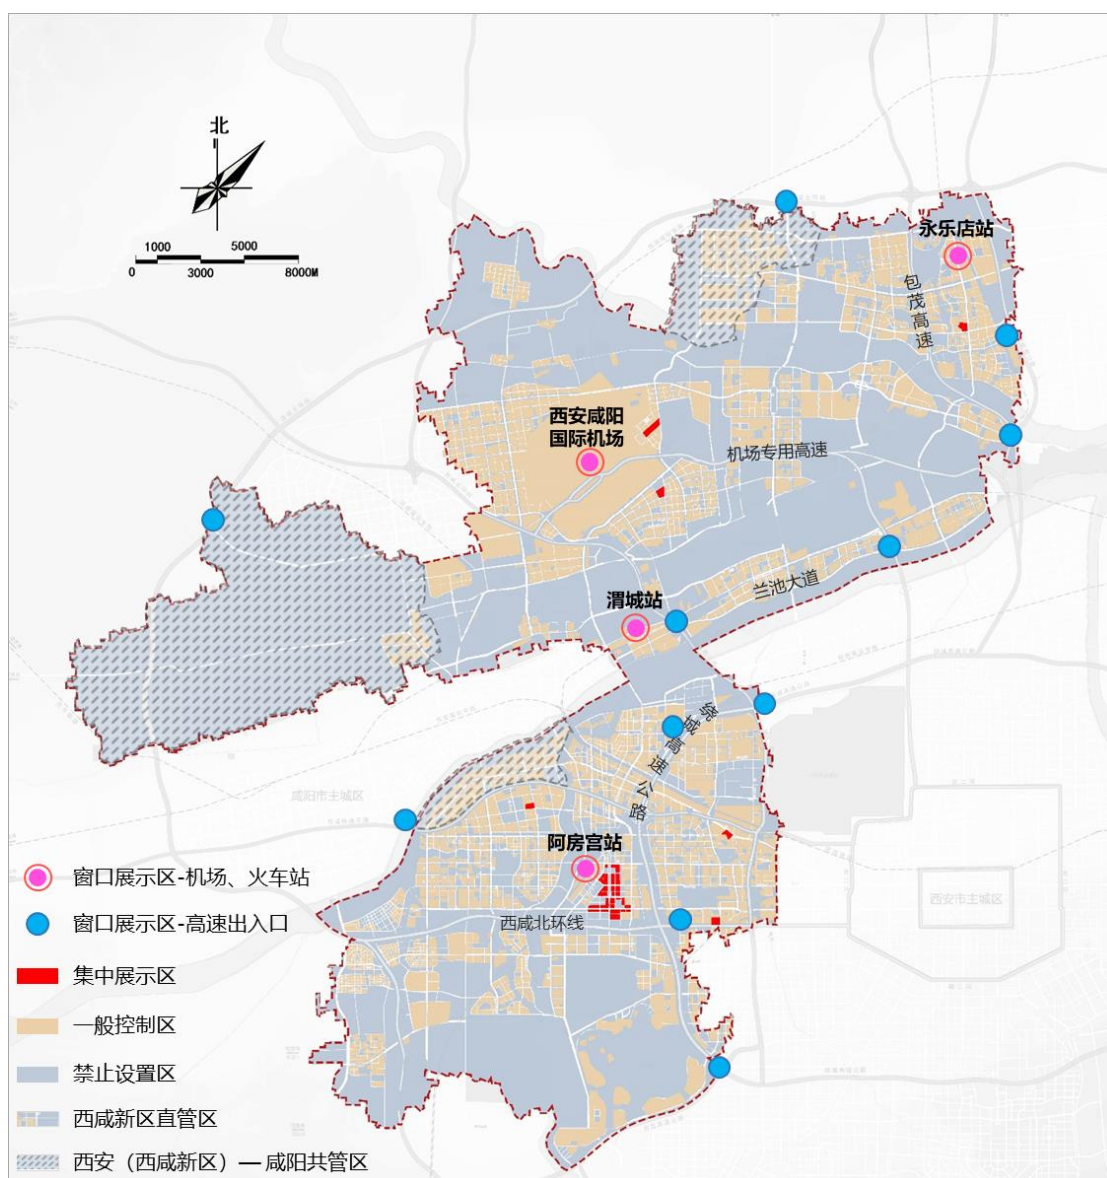 北
1000 5000
0 3000 8000M
永乐店站
包茂高速
西安咸阳
国际机场
机场专用高速
兰池大道
渭城站
绕城高速公路
咸阳市主城区
阿房宫站
西咸北环线
西安市主城区
窗口展示区-机场、火车站
窗口展示区-高速出入口
集中展示区
一般控制区
禁止设置区
西咸新区直管区
西安（西咸新区）— 咸阳共管区